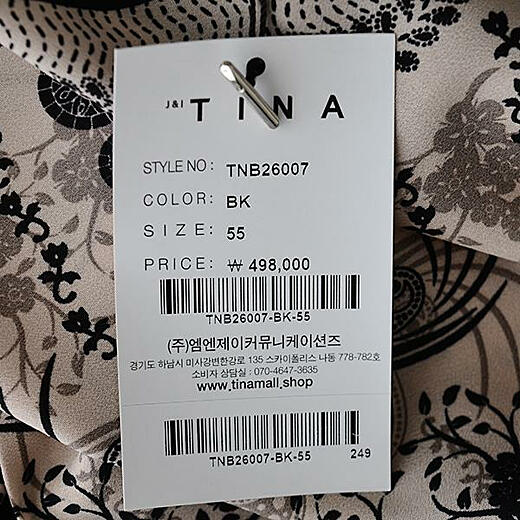 J&I TINA
STYLE NO: TNB26007
COLOR: BK
SIZE: 55
PRICE: ₩ 498,000
TNB26007-BK-55
(주)엠엔제이커뮤니케이션즈
경기도 하남시 미사강변한강로 135 스카이폴리스 나동 778-782호
소비자 상담실 : 070-4647-3635
www.tinamall.shop
TNB26007-BK-55 249